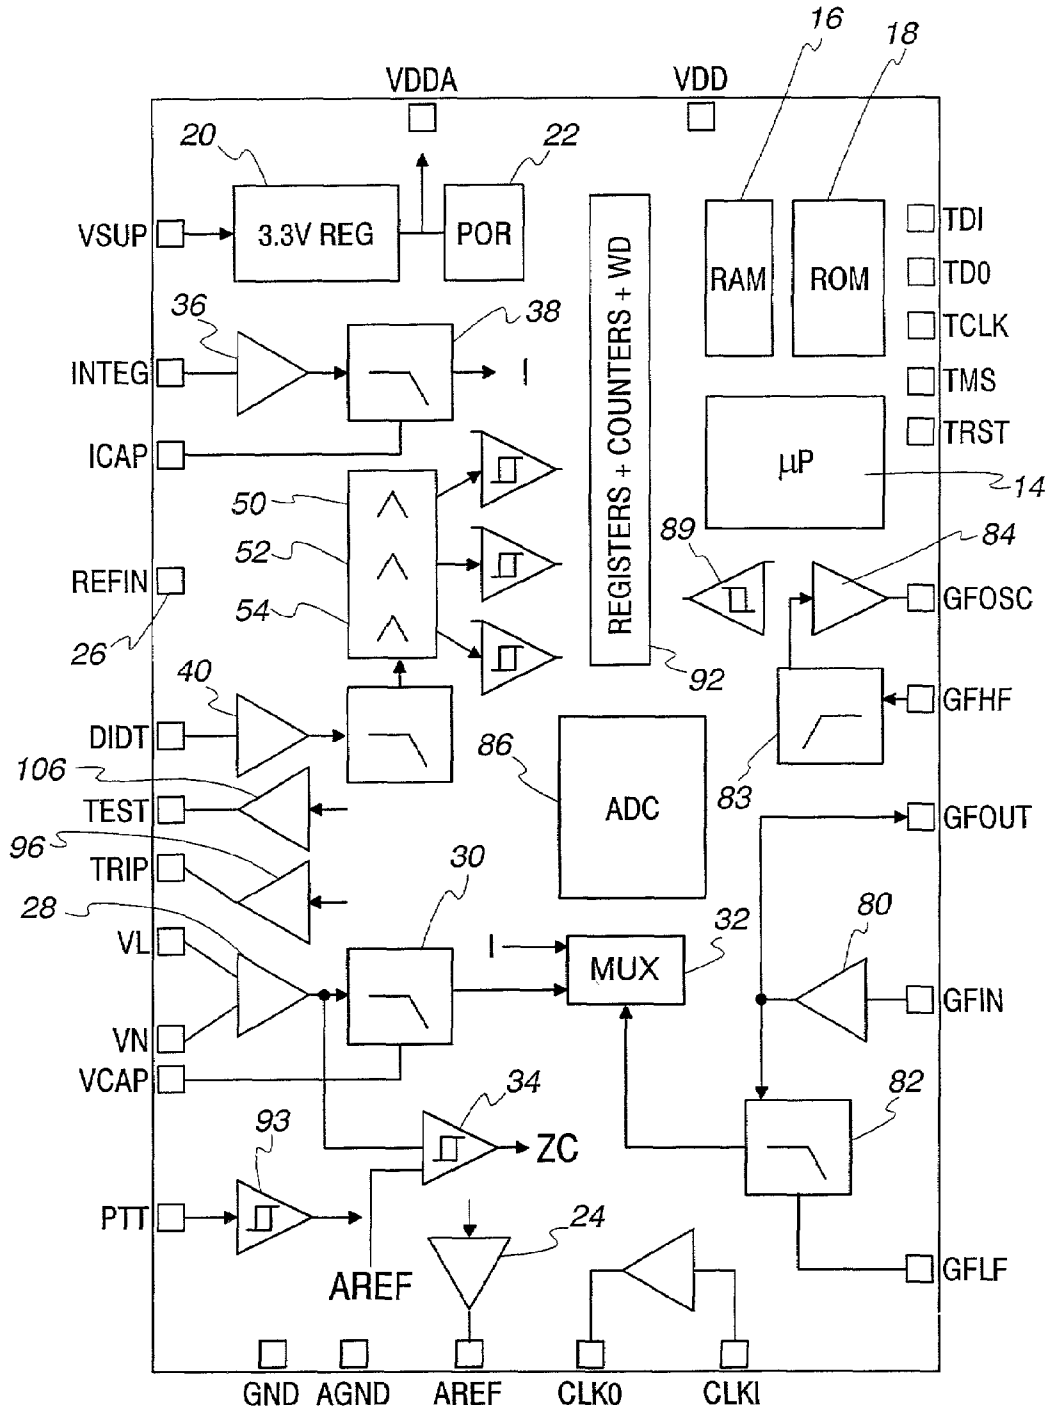 16
18
VDDA
VDD
20
22
VSUP
3.3V REG
POR
REGISTERS + COUNTERS + WD
RAM
ROM
TDI
TD0
TCLK
TMS
TRST
36
38
INTEG
I
ICAP
μP
14
50
52
54
89
84
REFIN
26
GFOSC
92
40
GFHF
DIDT
83
106
86
ADC
TEST
GFOUT
96
TRIP
30
28
80
VL
I
32
MUX
GFIN
VN
VCAP
34
82
93
ZC
PTT
24
AREF
GFLF
GND
AGND
AREF
CLK0
CLKI